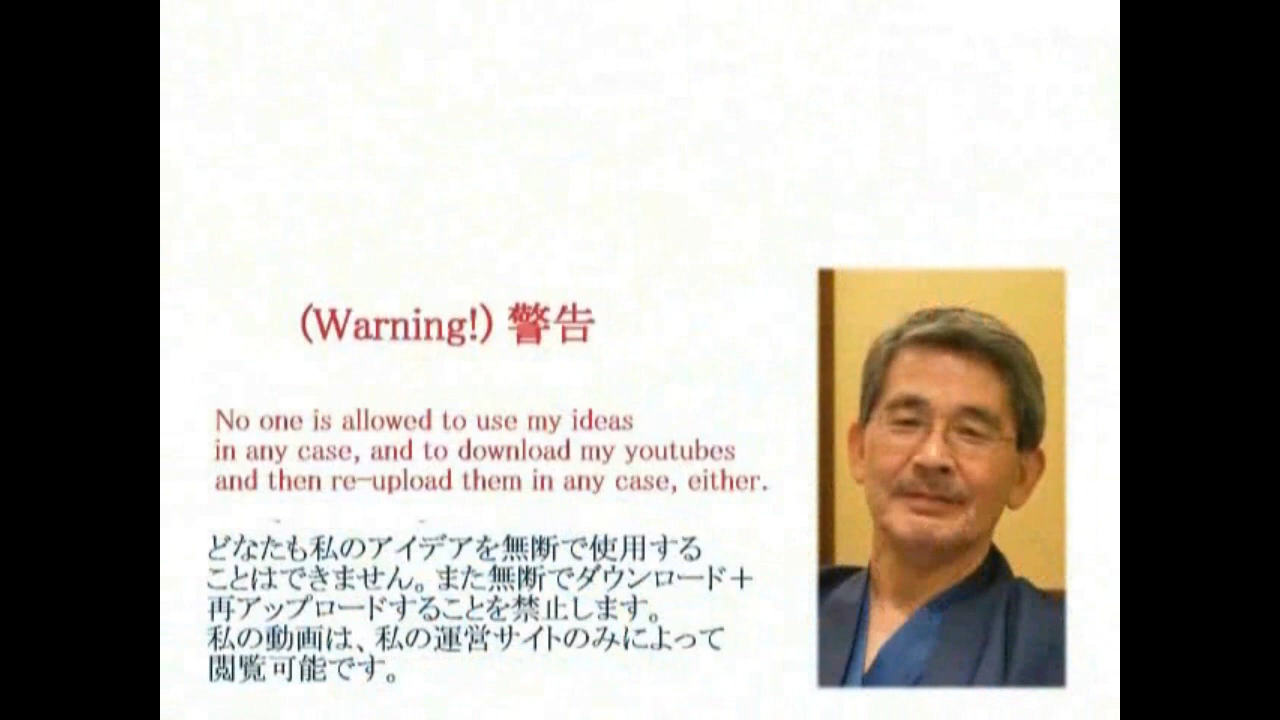 (Warning!) 警告
No one is allowed to use my ideas
in any case, and to download my youtubes
and then re-upload them in any case, either.
どなたも私のアイデアを無断で使用する
ことはできません。また無断でダウンロード＋
再アップロードすることを禁止します。
私の動画は、私の運営サイトのみによって
閲覧可能です。